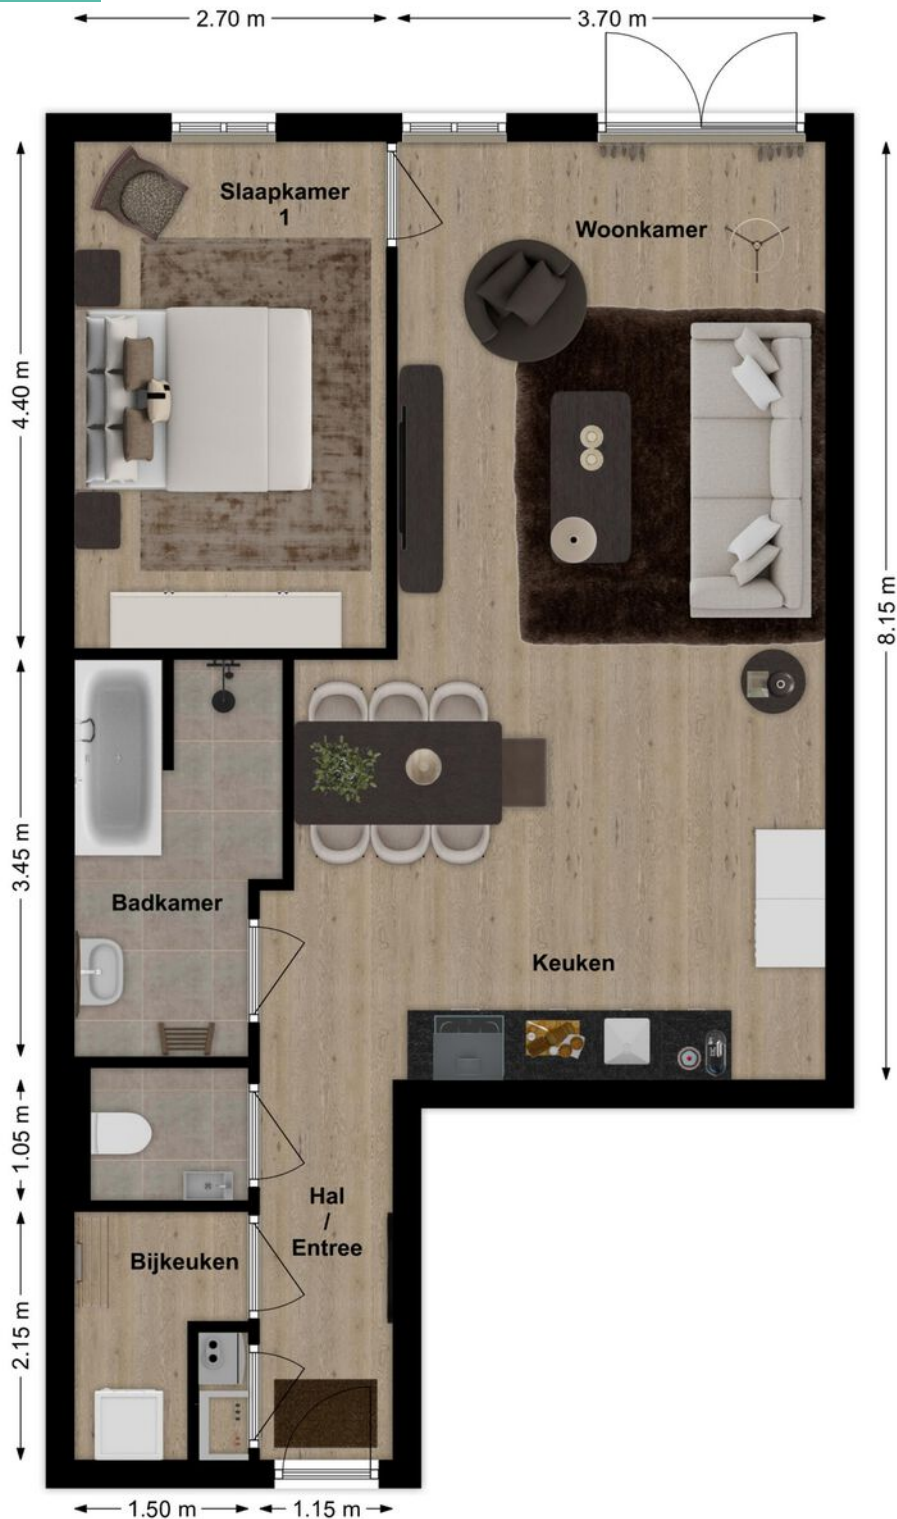 2.70 m
3.70 m
Slaapkamer
1
Woonkamer
4.40 m
8.15 m
3.45 m
Badkamer
Keuken
1.05 m
Hal
/
Entree
Bijkeuken
2.15 m
1.50 m
1.15 m